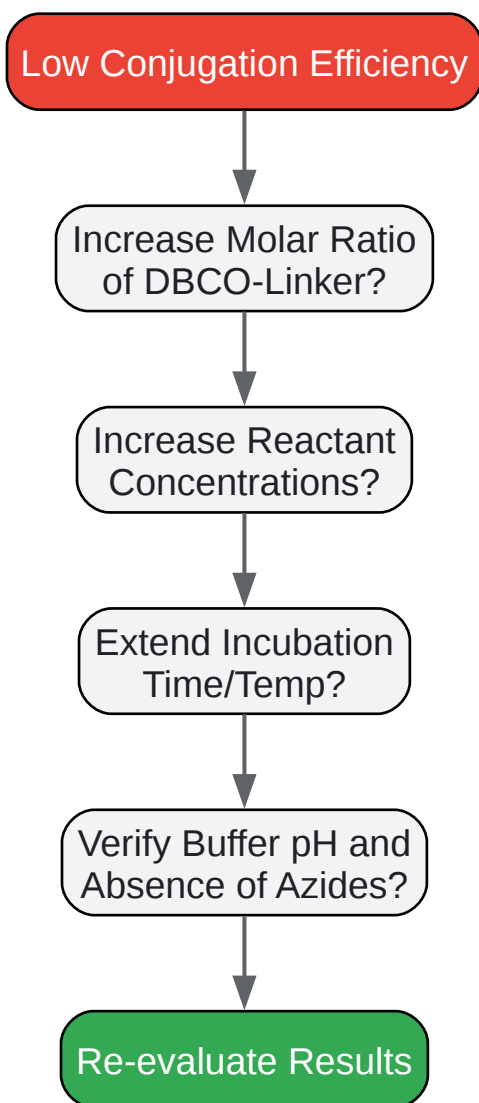 Low Conjugation Efficiency
Increase Molar Ratio
of DBCO-Linker?
Increase Reactant
Concentrations?
Extend Incubation
Time/Temp?
Verify Buffer pH and
Absence of Azides?
Re-evaluate Results